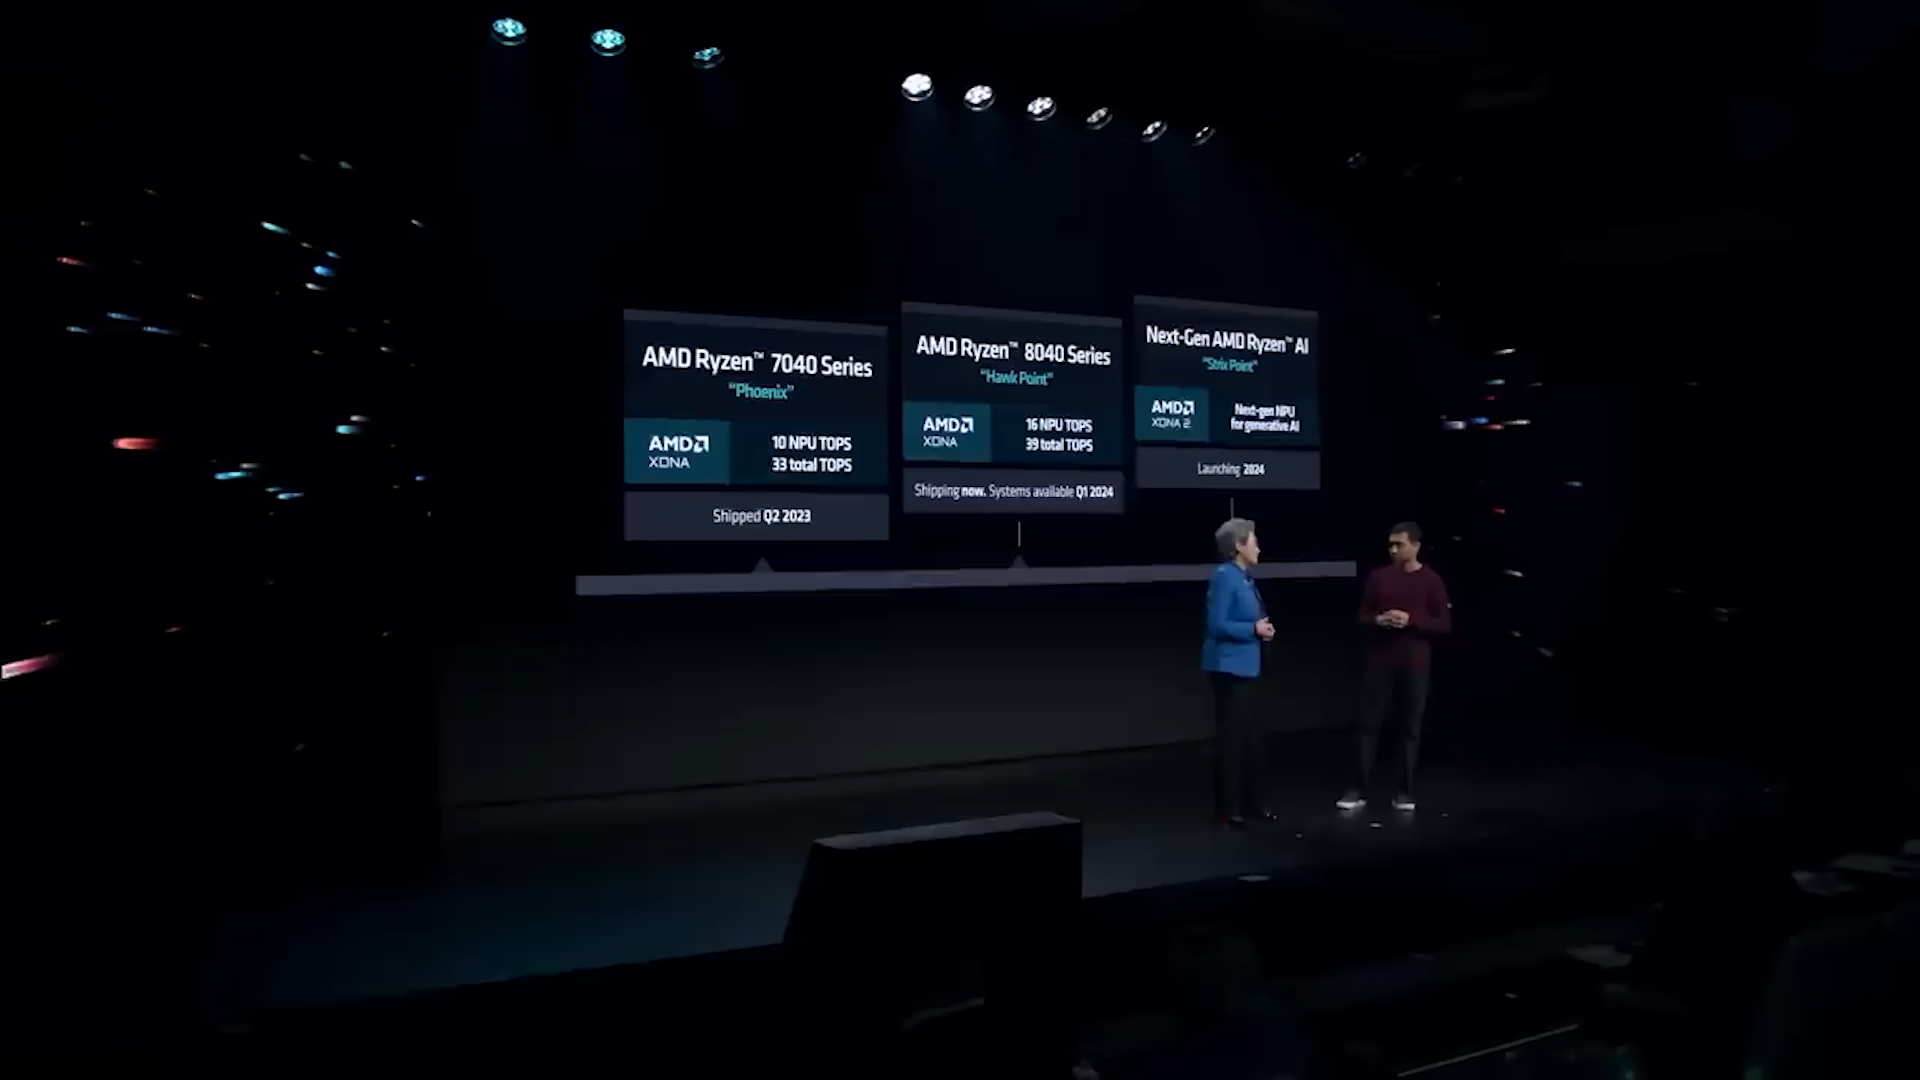 AMD Ryzen™ 7040 Series
“Phoenix”
AMD
XDNA
10 NPU TOPS
33 total TOPS
Shipped Q2 2023
AMD Ryzen™ 8040 Series
“Hawk Point”
AMD
XDNA
16 NPU TOPS
39 total TOPS
Shipping now. Systems available Q1 2024
Next-Gen AMD Ryzen™ AI
“Strix Point”
AMD
XDNA 2
Next-gen NPU
for generative AI
Launching 2024